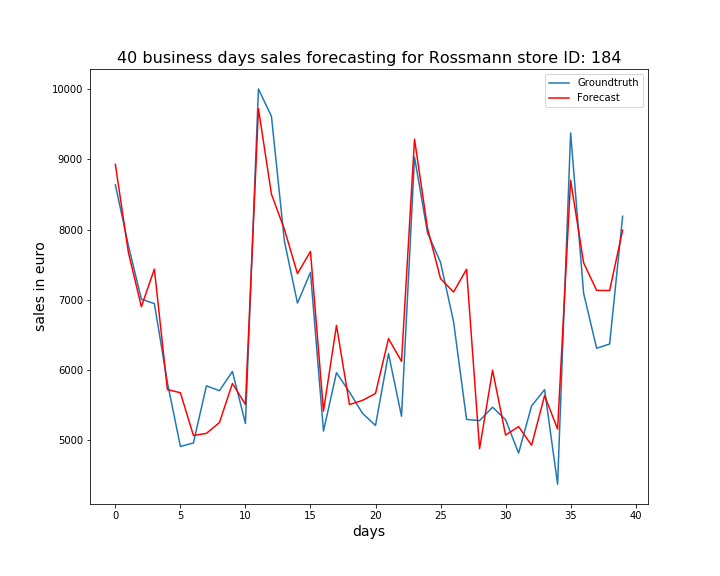 40 business days sales forecasting for Rossmann store ID: 184
Groundtruth
Forecast
10000
9000
8000
7000
6000
5000
sales in euro
0 5 10 15 20 25 30 35 40
days